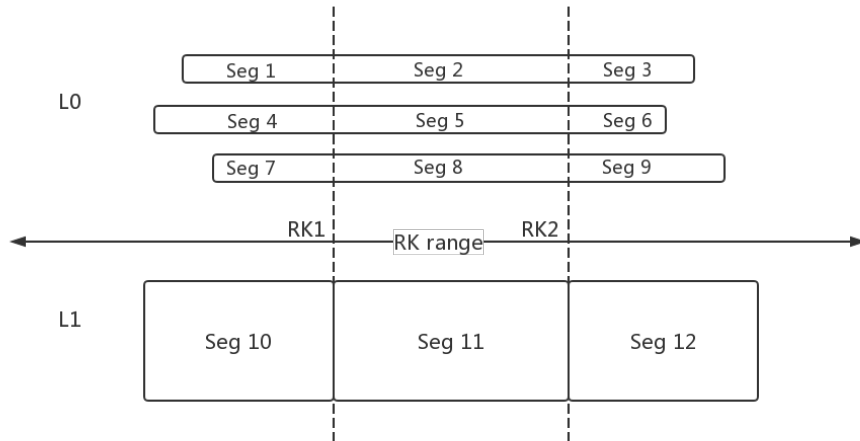 Seg 1 Seg 2 Seg 3
L0
Seg 4 Seg 5 Seg 6
Seg 7 Seg 8 Seg 9
RK1 RK2
RK range
L1
Seg 10 Seg 11 Seg 12